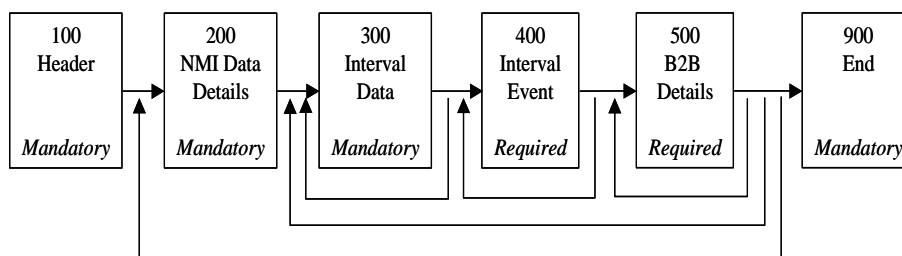 100
Header
Mandatory
200
NMI Data
Details
Mandatory
300
Interval
Data
Mandatory
400
Interval
Event
Required
500
B2B
Details
Required
900
End
Mandatory